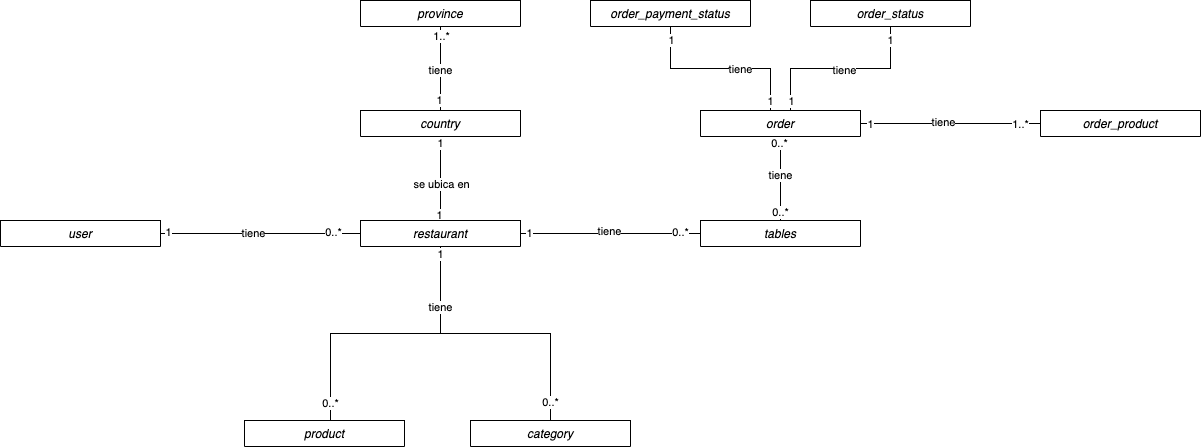 province
order_payment_status
order_status
1..*
1
1
tiene
tiene
tiene
1
1
1
country
order
1
tiene
1..*
order_product
1
0..*
tiene
se ubica en
1
0..*
user
1
tiene
0..*
restaurant
1
tiene
0..*
tables
1
tiene
0..*
0..*
product
category